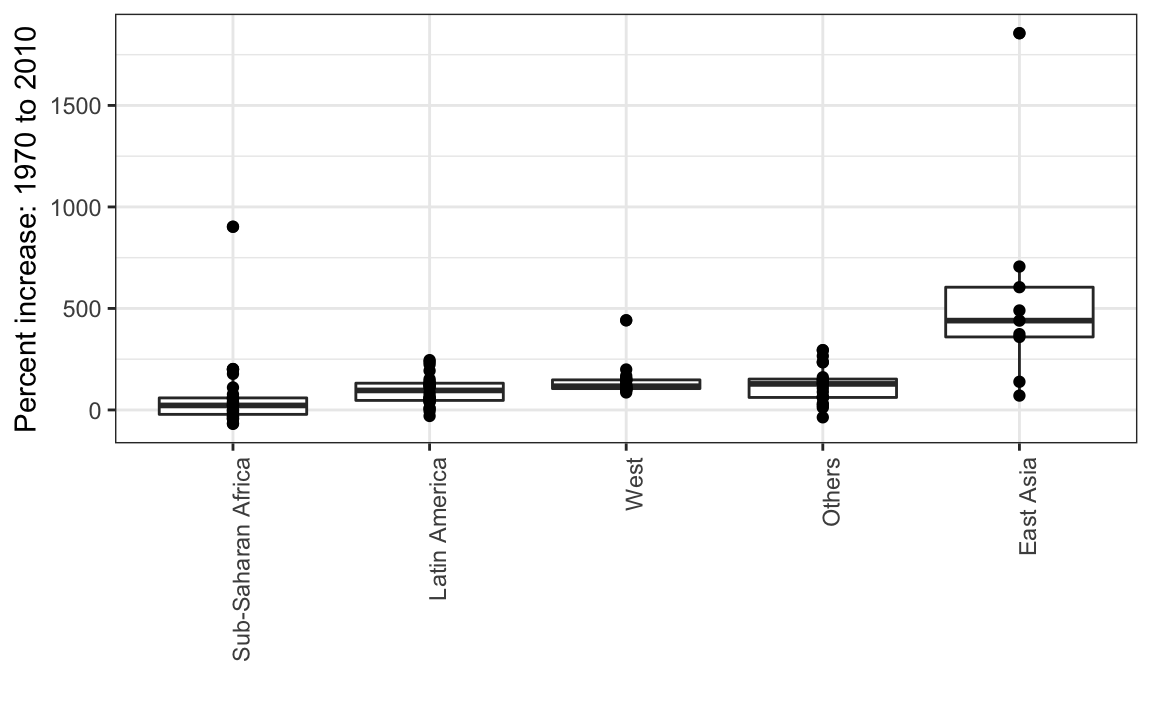 Percent increase: 1970 to 2010
1500
1000
500
0
Sub-Saharan Africa
Latin America
West
Others
East Asia